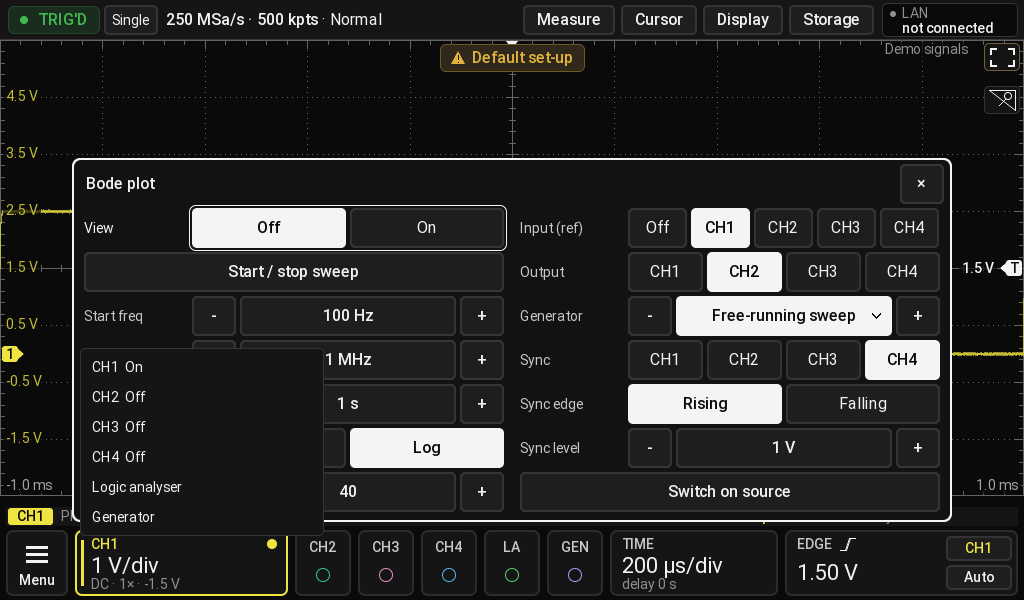 TRIG'D Single 250 MSa/s · 500 kpts · Normal Measure Cursor Display Storage LAN not connected
Demo signals
Default set-up
4.5 V
3.5 V
2.5 V
1.5 V
0.5 V
-0.5 V
-1.5 V
-1.0 ms
1.0 ms
1.5 V T
1
Bode plot ×
View Off On
Start / stop sweep
Start freq - 100 Hz +
1 MHz +
1 s +
Log
40 +
Input (ref) Off CH1 CH2 CH3 CH4
Output CH1 CH2 CH3 CH4
Generator - Free-running sweep +
Sync CH1 CH2 CH3 CH4
Sync edge Rising Falling
Sync level - 1 V +
Switch on source
CH1 On
CH2 Off
CH3 Off
CH4 Off
Logic analyser
Generator
CH1
Menu
CH1
1 V/div
DC · 1× · -1.5 V
CH2 CH3 CH4 LA GEN
TIME
200 µs/div
delay 0 s
EDGE
1.50 V
CH1
Auto